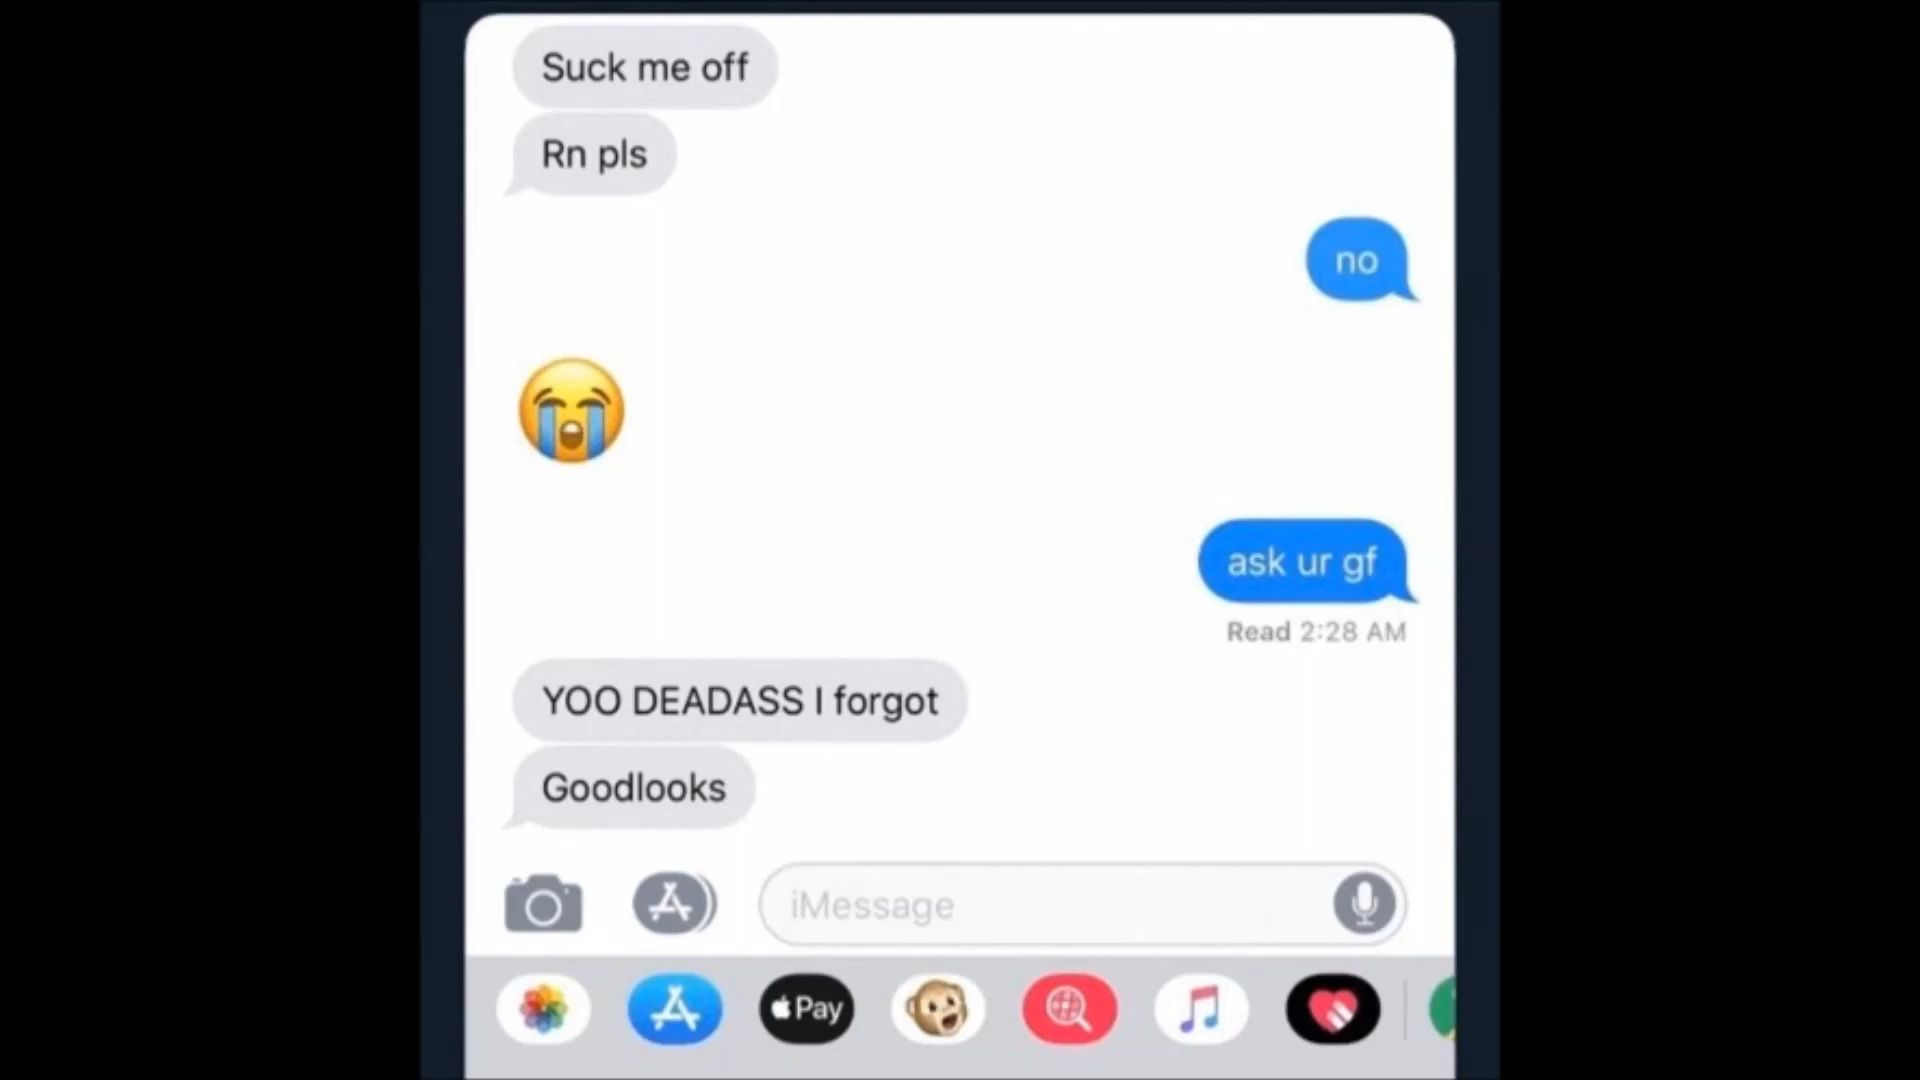 Suck me off
Rn pls
no
😭
ask ur gf
Read 2:28 AM
YOO DEADASS I forgot
Goodlooks
iMessage
Pay